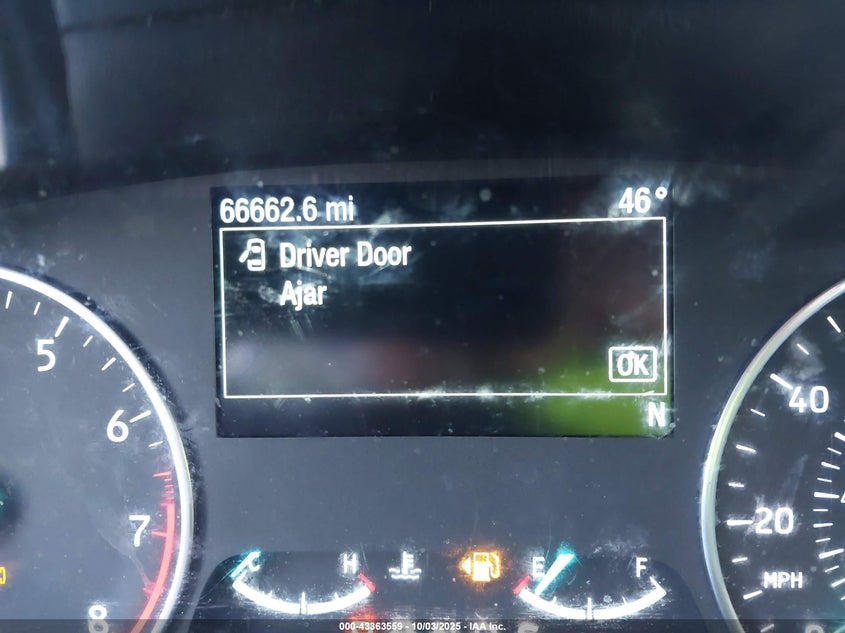 66662.6 mi 46°
Driver Door
Ajar
OK
N
5
6
7
8
40
20
MPH
C H E F
000-43363559 - 10/03/2025 - IAA Inc.